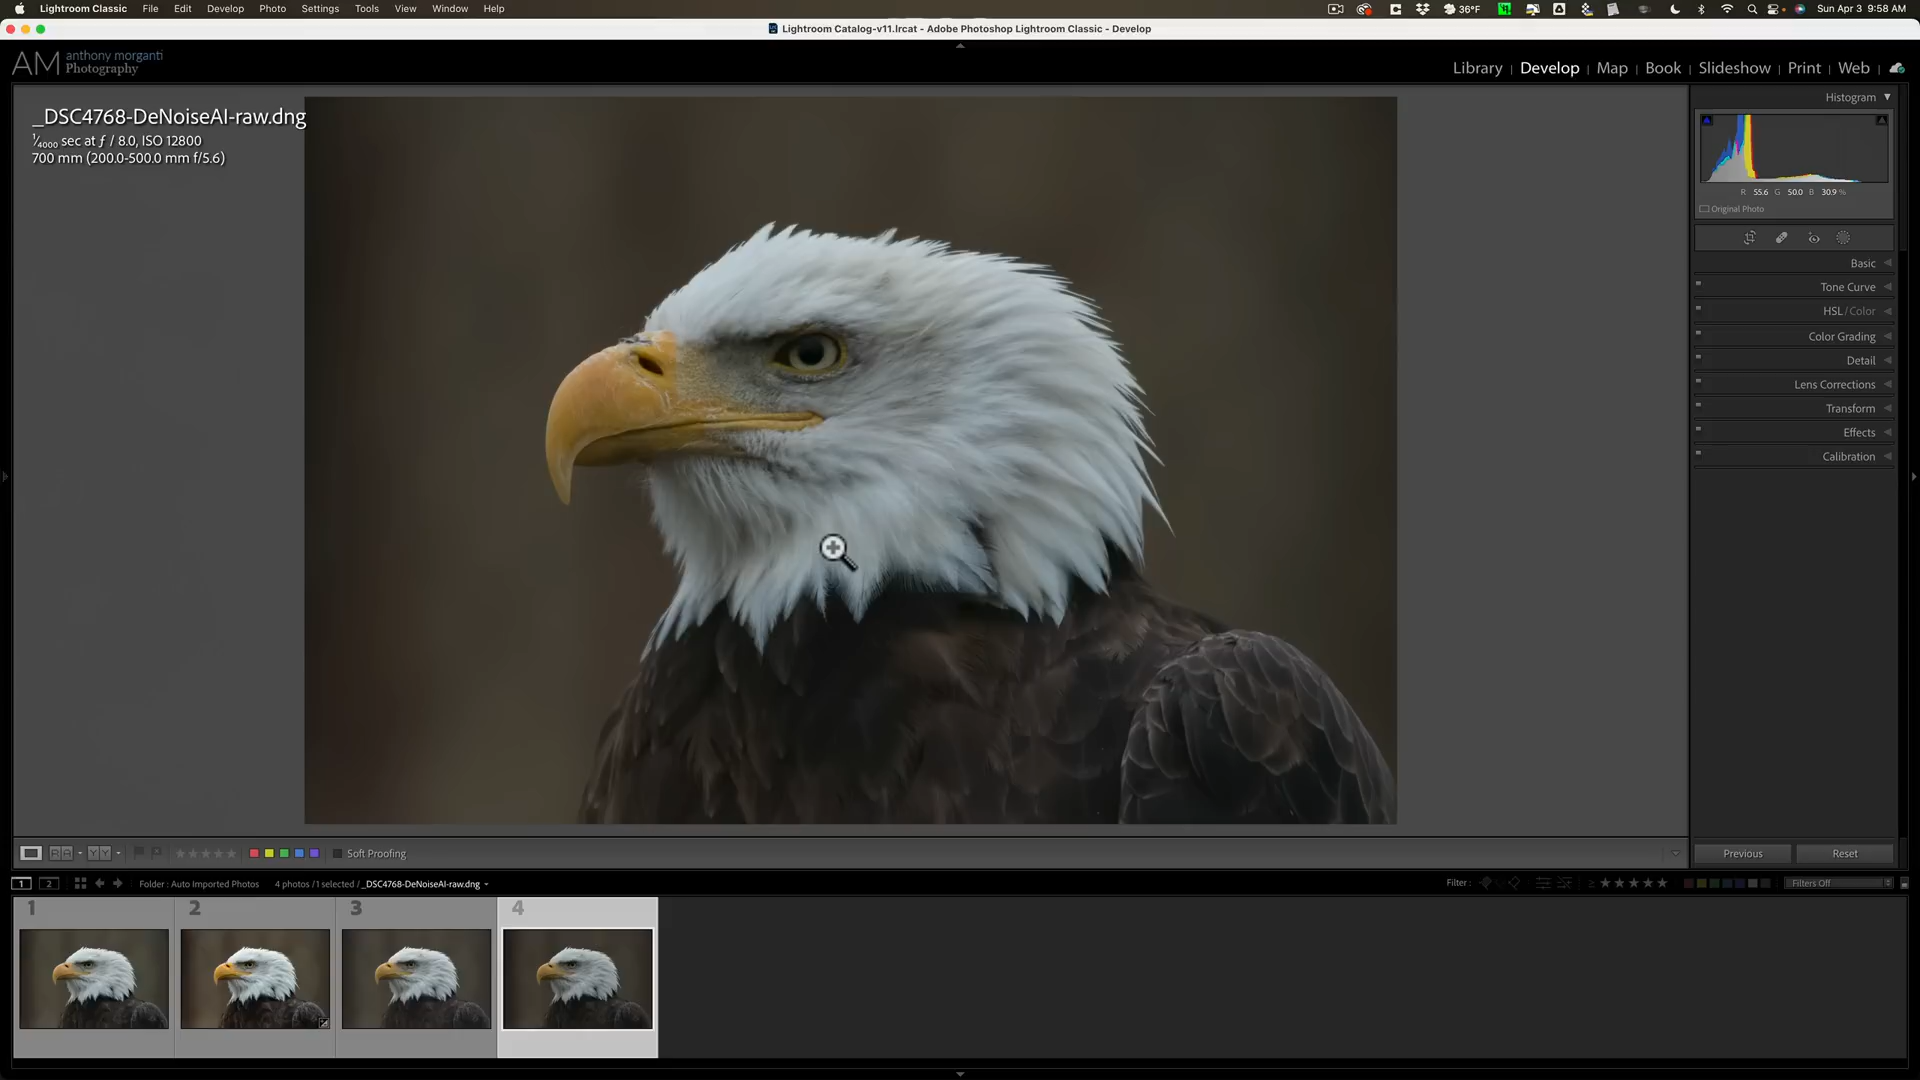 Lightroom Classic File Edit Develop Photo Settings Tools View Window Help 36°F Sun Apr 3 9:58 AM
Lightroom Catalog-v11.lrcat - Adobe Photoshop Lightroom Classic - Develop
AM anthony morganti
Photography
Library | Develop | Map | Book | Slideshow | Print | Web
_DSC4768-DeNoiseAI-raw.dng
1/4000 sec at ƒ / 8.0, ISO 12800
700 mm (200.0-500.0 mm f/5.6)
Histogram
R 55.6 G 50.0 B 30.9 %
Original Photo
Basic
Tone Curve
HSL / Color
Color Grading
Detail
Lens Corrections
Transform
Effects
Calibration
Soft Proofing
Previous Reset
1 2 Folder : Auto Imported Photos 4 photos / 1 selected / _DSC4768-DeNoiseAI-raw.dng Filter : Filters Off
1 2 3 4